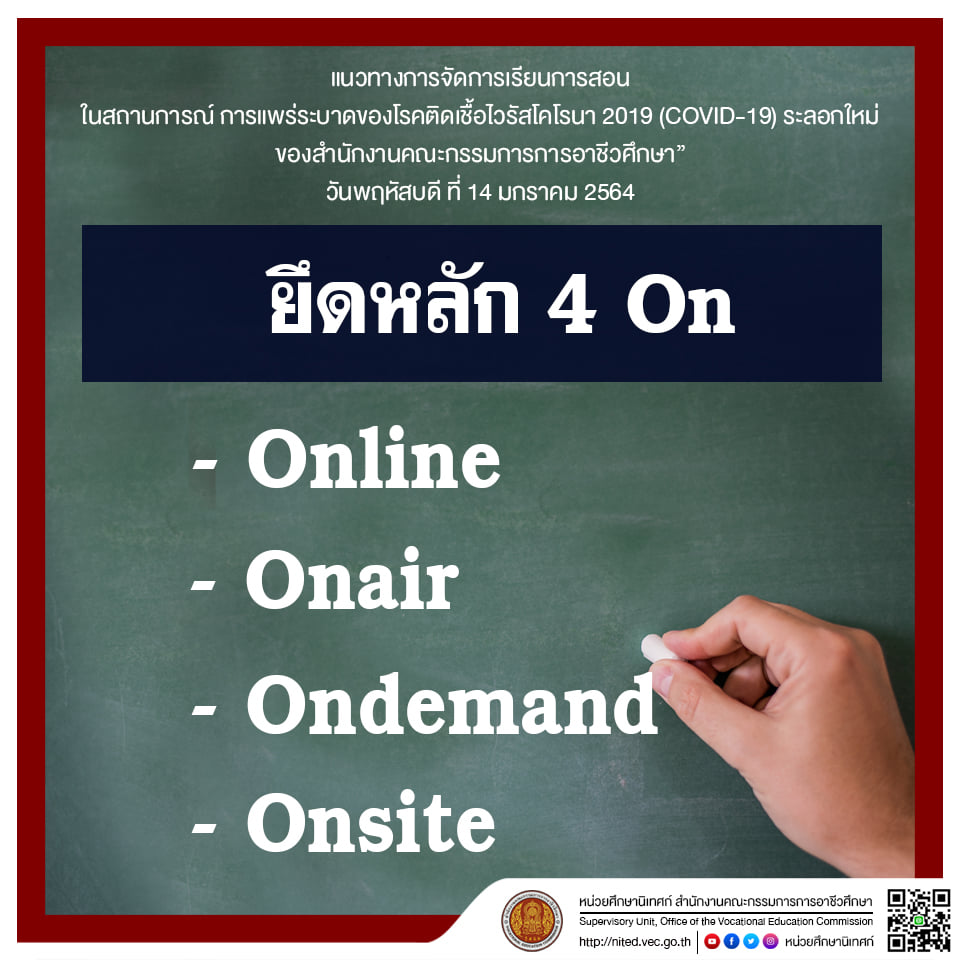 แนวทางการจัดการเรียนการสอน
ในสถานการณ์ การแพร่ระบาดของโรคติดเชื้อไวรัสโคโรนา 2019 (COVID-19) ระลอกใหม่
ของสำนักงานคณะกรรมการการอาชีวศึกษา”
วันพฤหัสบดี ที่ 14 มกราคม 2564
ยึดหลัก 4 On
- Online
- Onair
- Ondemand
- Onsite
หน่วยศึกษานิเทศก์ สำนักงานคณะกรรมการการอาชีวศึกษา
Supervisory Unit, Office of the Vocational Education Commission
http://nited.vec.go.th หน่วยศึกษานิเทศก์